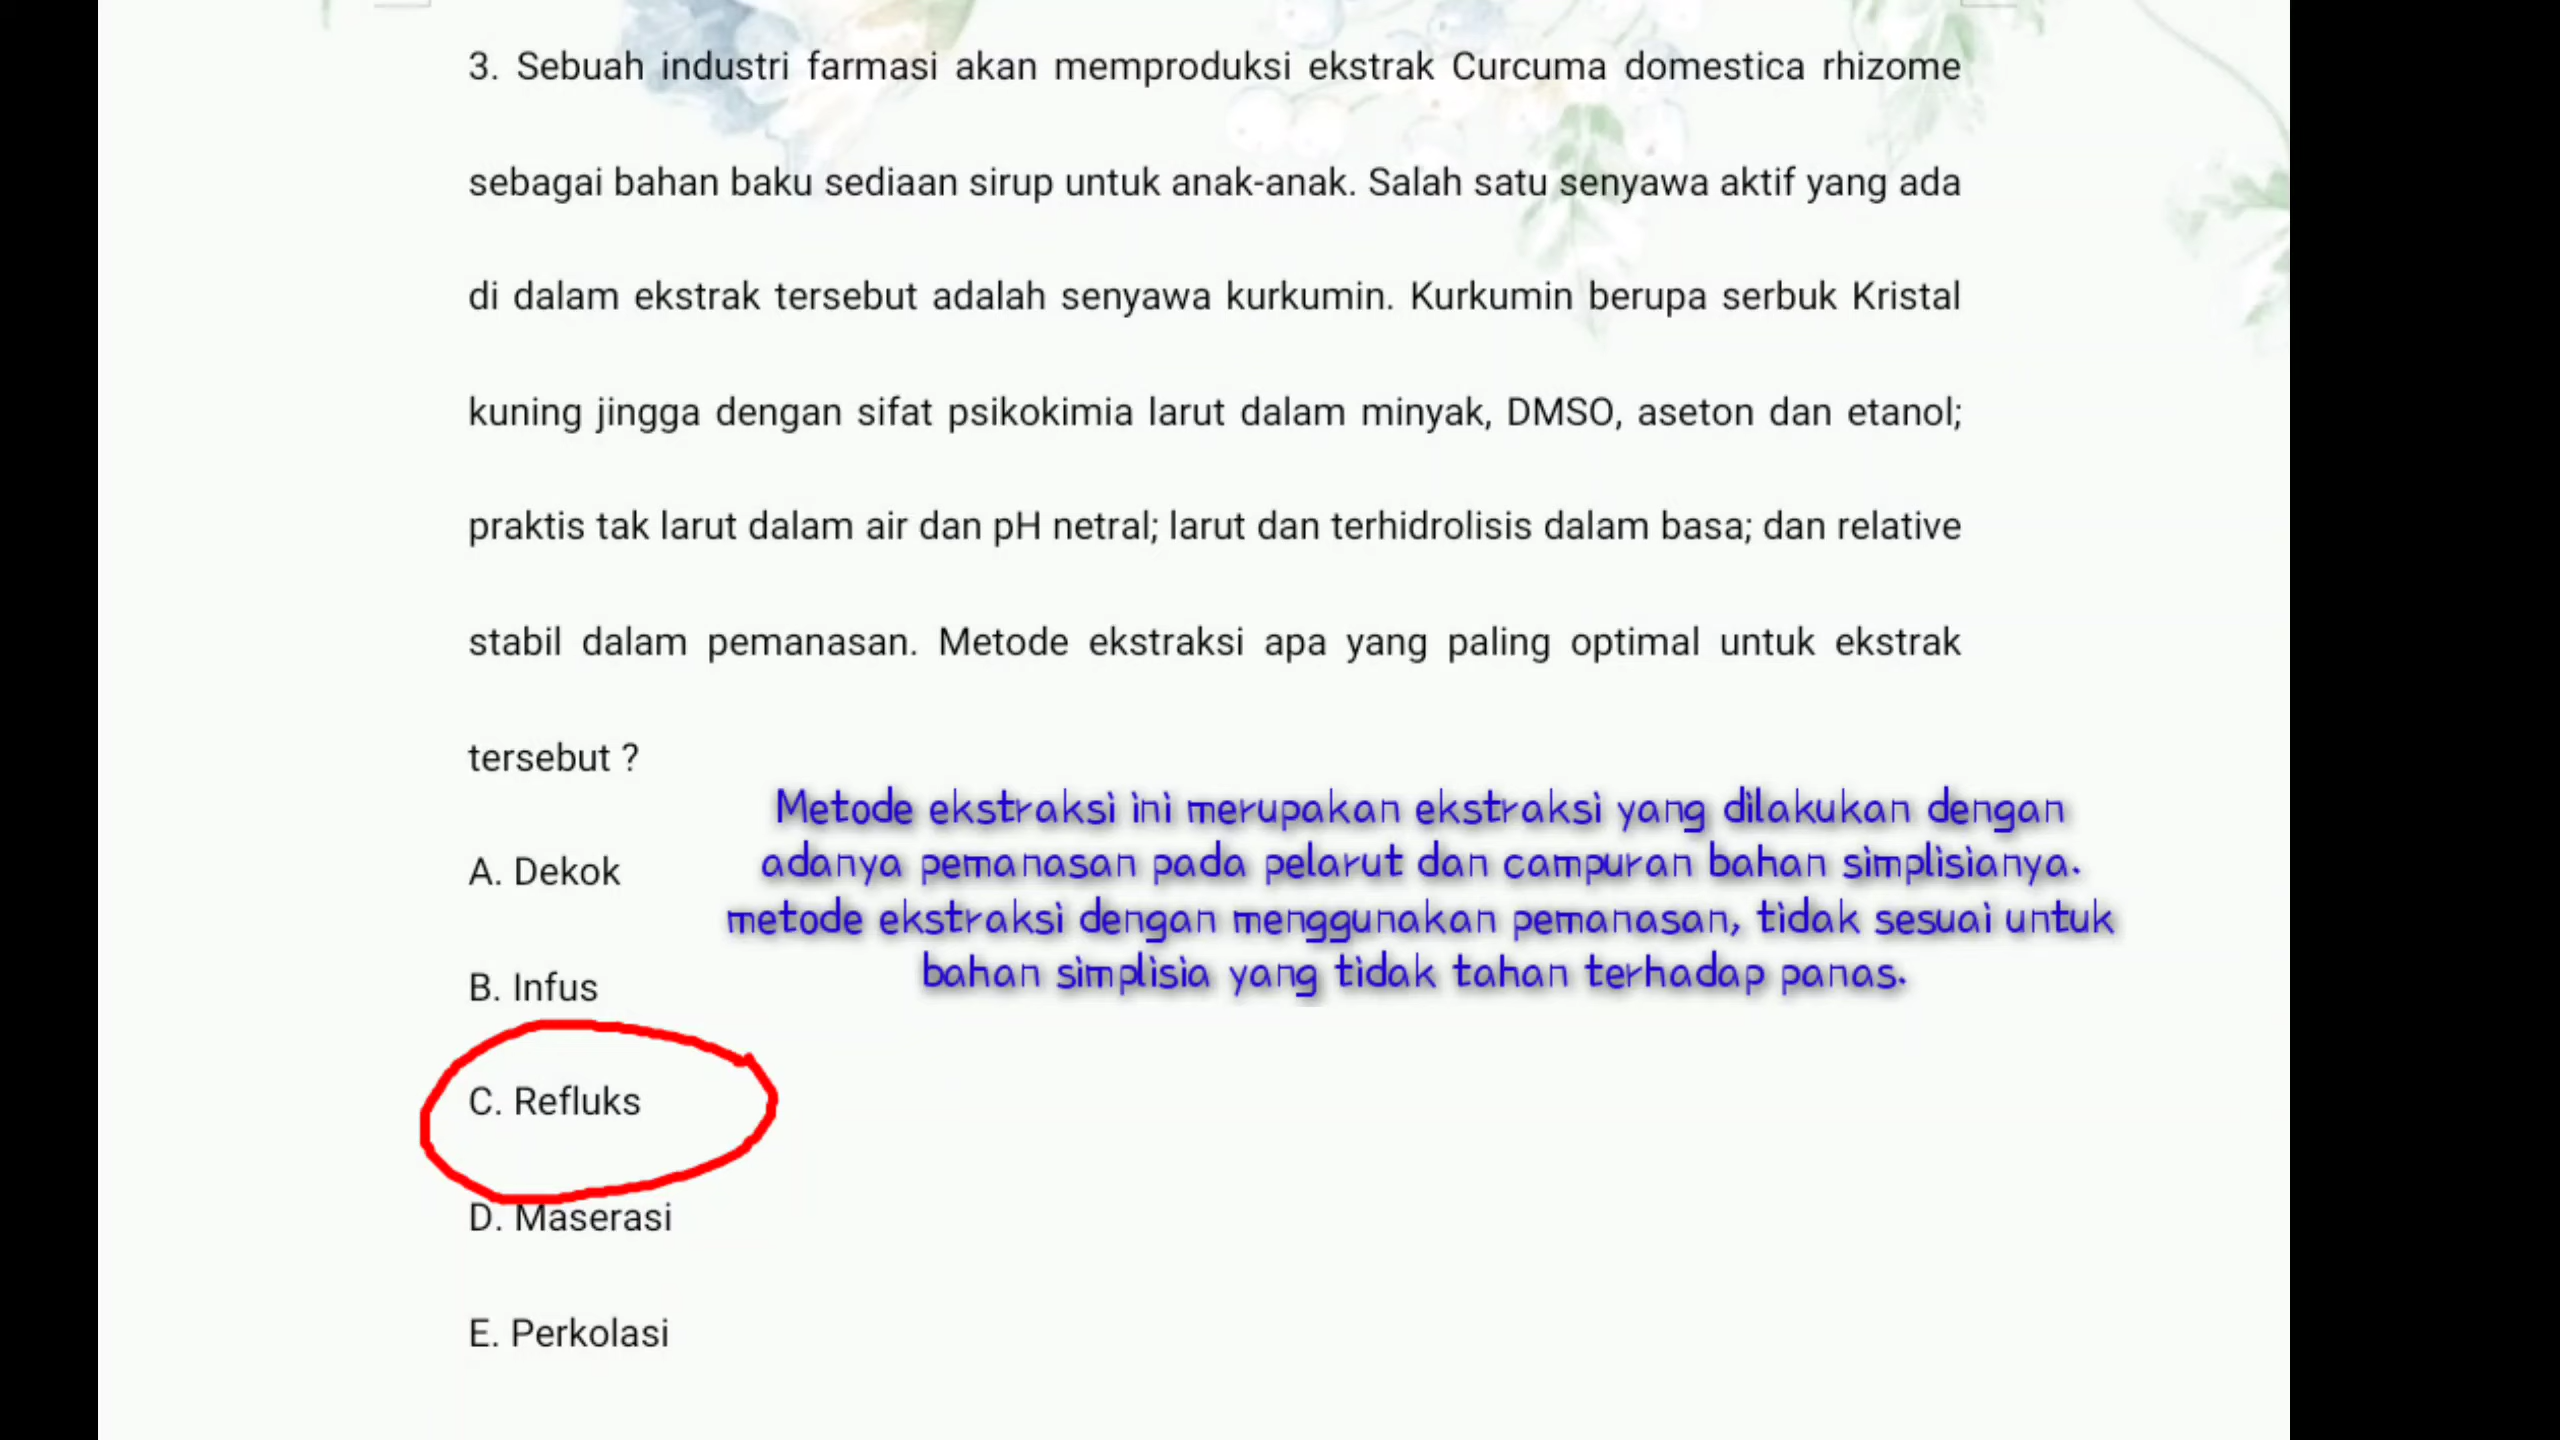 3. Sebuah industri farmasi akan memproduksi ekstrak Curcuma domestica rhizome
sebagai bahan baku sediaan sirup untuk anak-anak. Salah satu senyawa aktif yang ada
di dalam ekstrak tersebut adalah senyawa kurkumin. Kurkumin berupa serbuk Kristal
kuning jingga dengan sifat psikokimia larut dalam minyak, DMSO, aseton dan etanol;
praktis tak larut dalam air dan pH netral; larut dan terhidrolisis dalam basa; dan relative
stabil dalam pemanasan. Metode ekstraksi apa yang paling optimal untuk ekstrak
tersebut ?
Metode ekstraksi ini merupakan ekstraksi yang dilakukan dengan
adanya pemanasan pada pelarut dan campuran bahan simplisianya.
metode ekstraksi dengan menggunakan pemanasan, tidak sesuai untuk
bahan simplisia yang tidak tahan terhadap panas.
A. Dekok
B. Infus
C. Refluks
D. Maserasi
E. Perkolasi